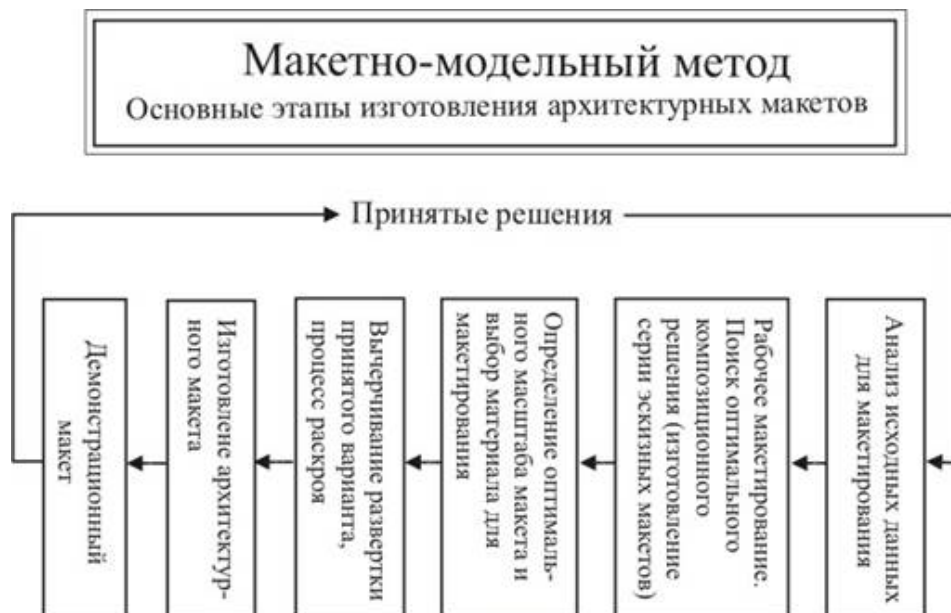 Макетно-модельный метод
Основные этапы изготовления архитектурных макетов
Принятые решения
Анализ исходных данных
для макетирования
Рабочее макетирование.
Поиск оптимального
композиционного
решения (изготовление
серии эскизных макетов)
Определение оптималь-
ного масштаба макета и
выбор материала для
макетирования
Вычерчивание развертки
принятого варианта,
процесс раскроя
Изготовленс архитектур-
ного макета
Демонстрационный
макет